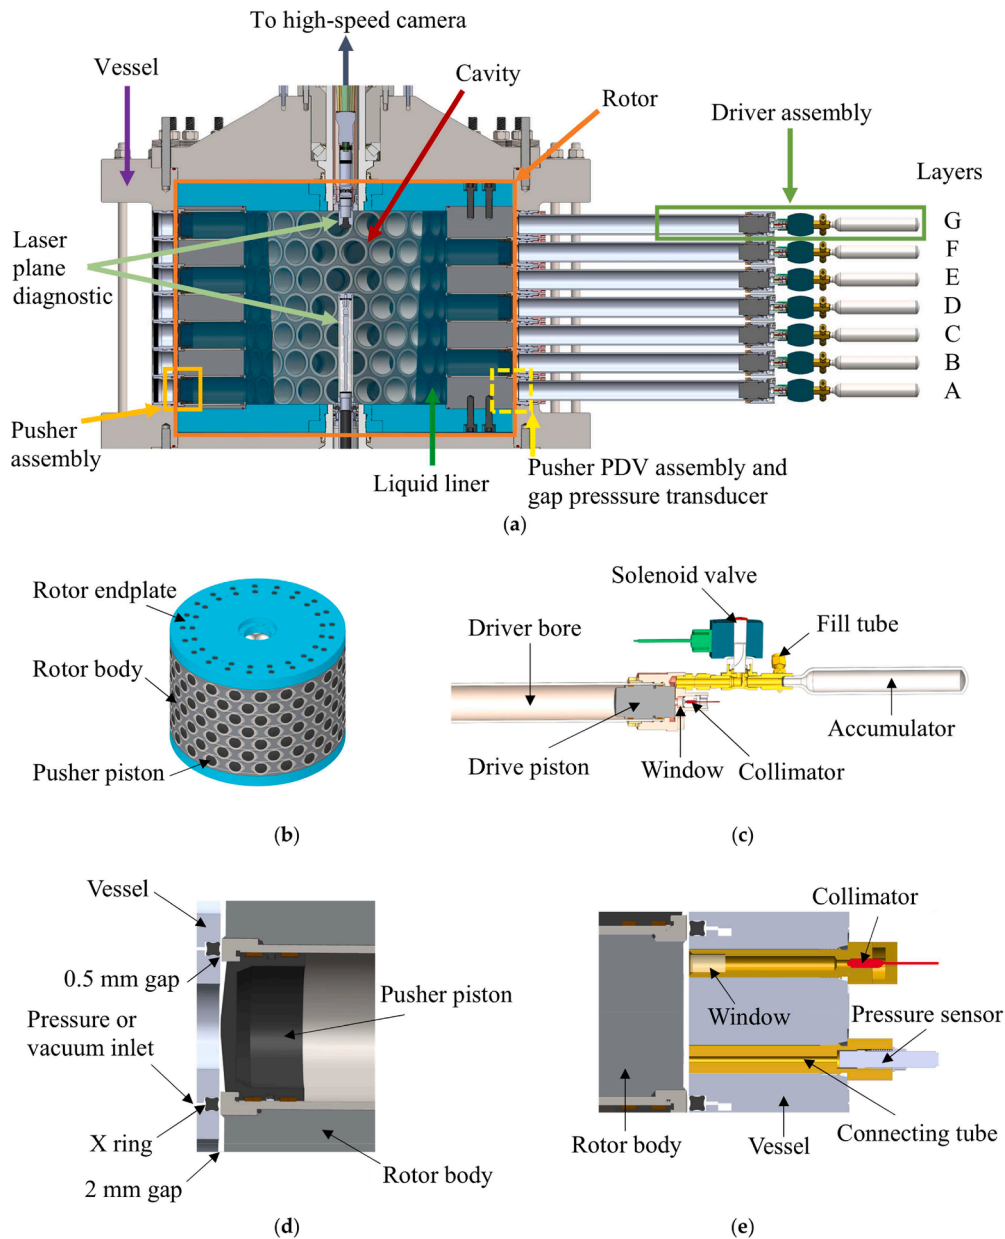 To high-speed camera
Vessel
Cavity
Rotor
Driver assembly
Layers
G
F
E
D
C
B
A
Laser
plane
diagnostic
Pusher
assembly
Liquid liner
Pusher PDV assembly and
gap presssure transducer
(a)
Rotor endplate
Rotor body
Pusher piston
(b)
Solenoid valve
Driver bore
Fill tube
Accumulator
Drive piston
Window
Collimator
(c)
Vessel
0.5 mm gap
Pressure or
vacuum inlet
X ring
2 mm gap
Pusher piston
Rotor body
(d)
Collimator
Window
Pressure sensor
Rotor body
Vessel
Connecting tube
(e)